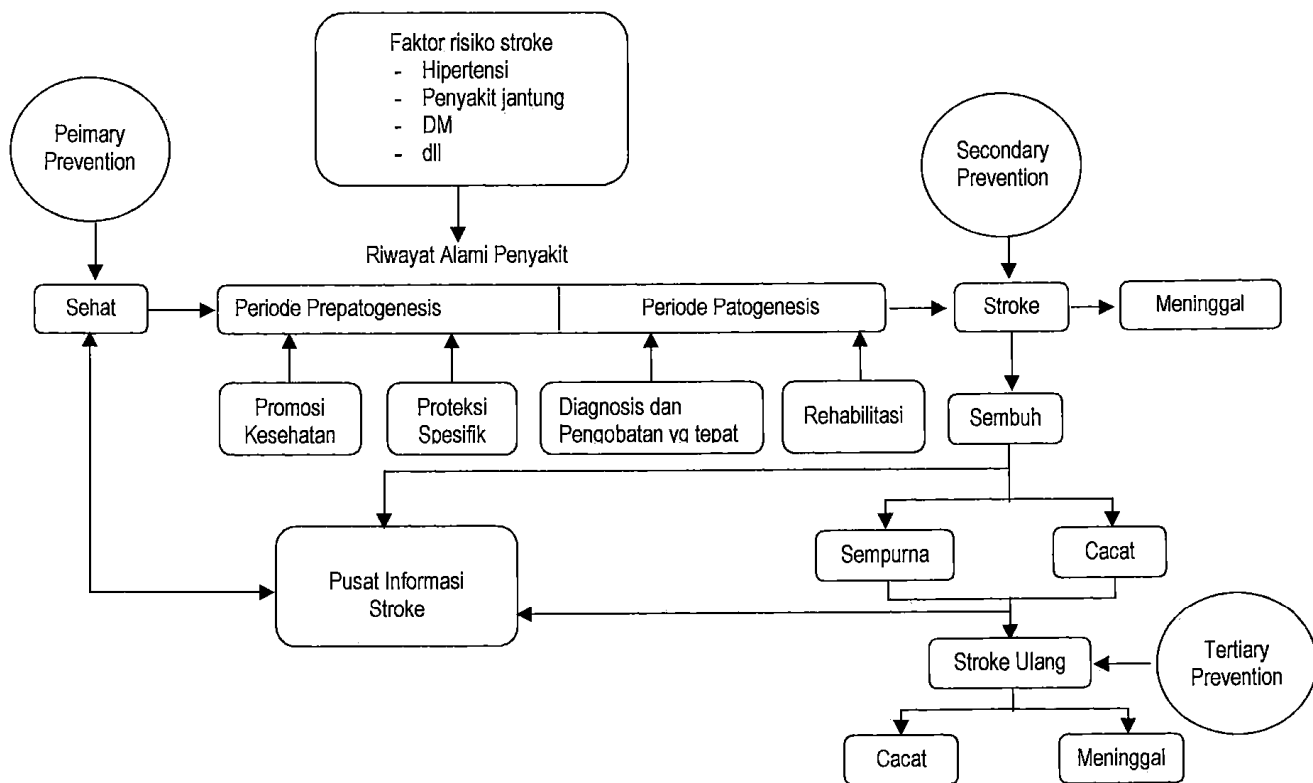 Faktor risiko stroke
- Hipertensi
- Penyakit jantung
- DM
- dll
Peimary
Prevention
Secondary
Prevention
Riwayat Alami Penyakit
Sehat
Periode Prepatogenesis
Periode Patogenesis
Stroke
Meninggal
Promosi
Kesehatan
Proteksi
Spesifik
Diagnosis dan
Pengobatan yg tepat
Rehabilitasi
Sembuh
Sempurna
Cacat
Pusat Informasi
Stroke
Stroke Ulang
Tertiary
Prevention
Cacat
Meninggal